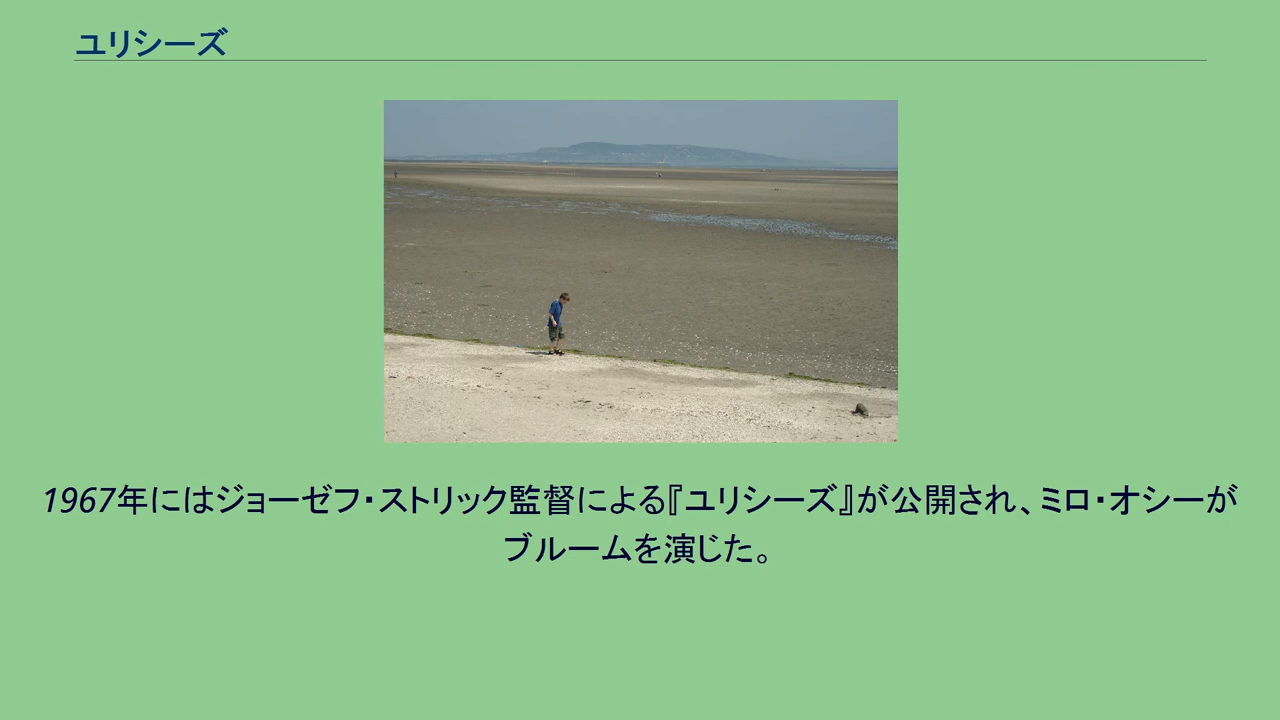 ユリシーズ
1967年にはジョーゼフ・ストリック監督による『ユリシーズ』が公開され、ミロ・オシーが
ブルームを演じた。